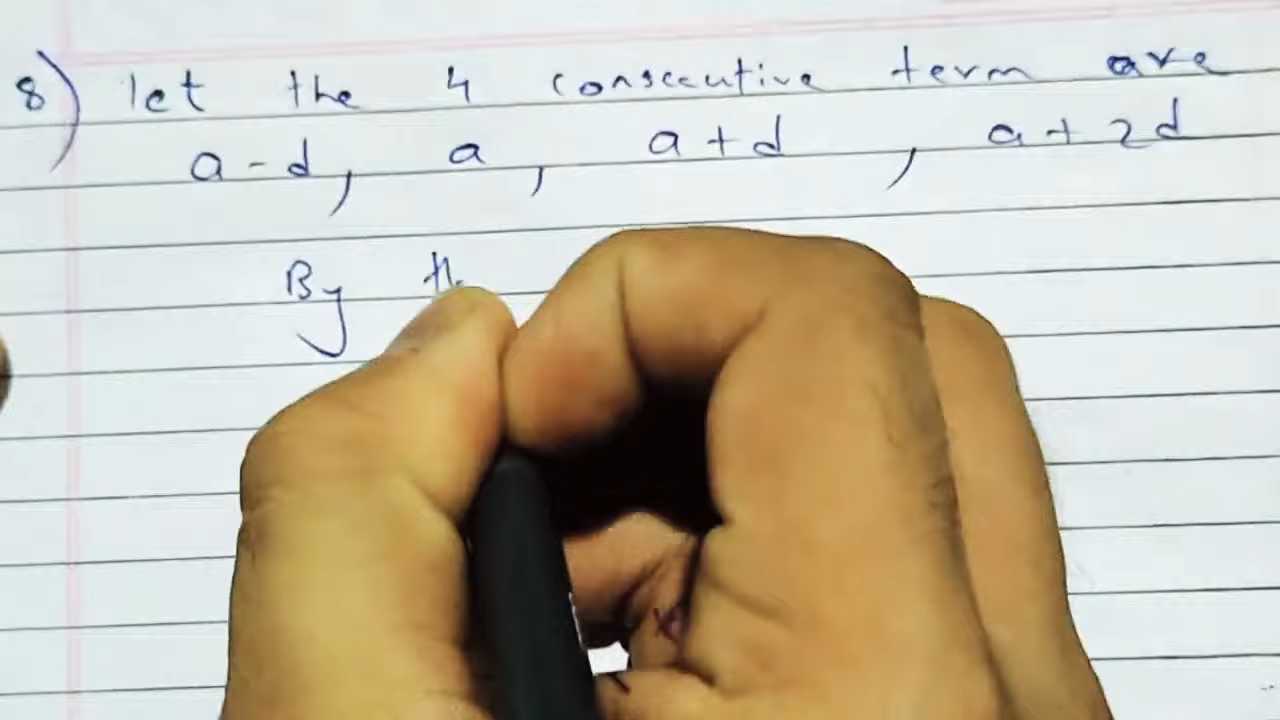 8) let the 4 consecutive term are
a - d, a, a + d, a + 2d
By